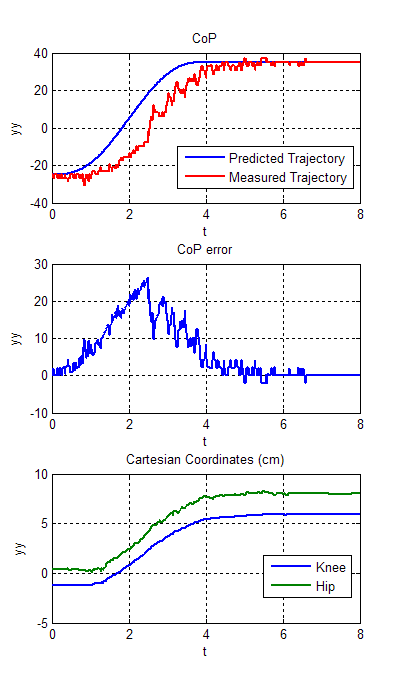 CoP
40
20
0
-20
-40
yy
Predicted Trajectory
Measured Trajectory
0 2 4 6 8
t
CoP error
30
20
10
0
-10
yy
0 2 4 6 8
t
Cartesian Coordinates (cm)
10
5
0
-5
yy
Knee
Hip
0 2 4 6 8
t